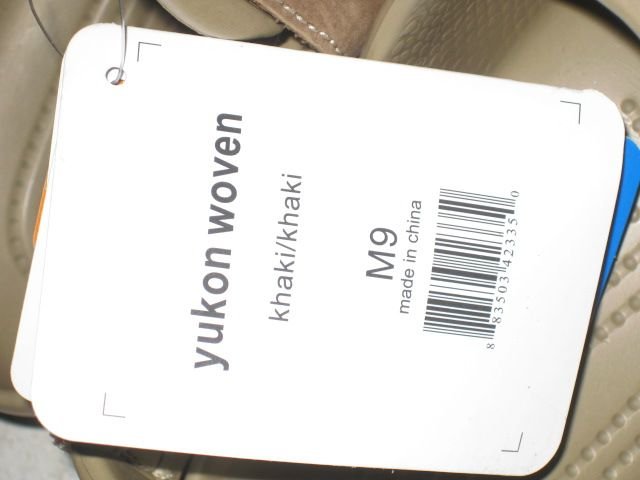 yukon woven
khaki/khaki
M9
made in china
8 83503 42335 0